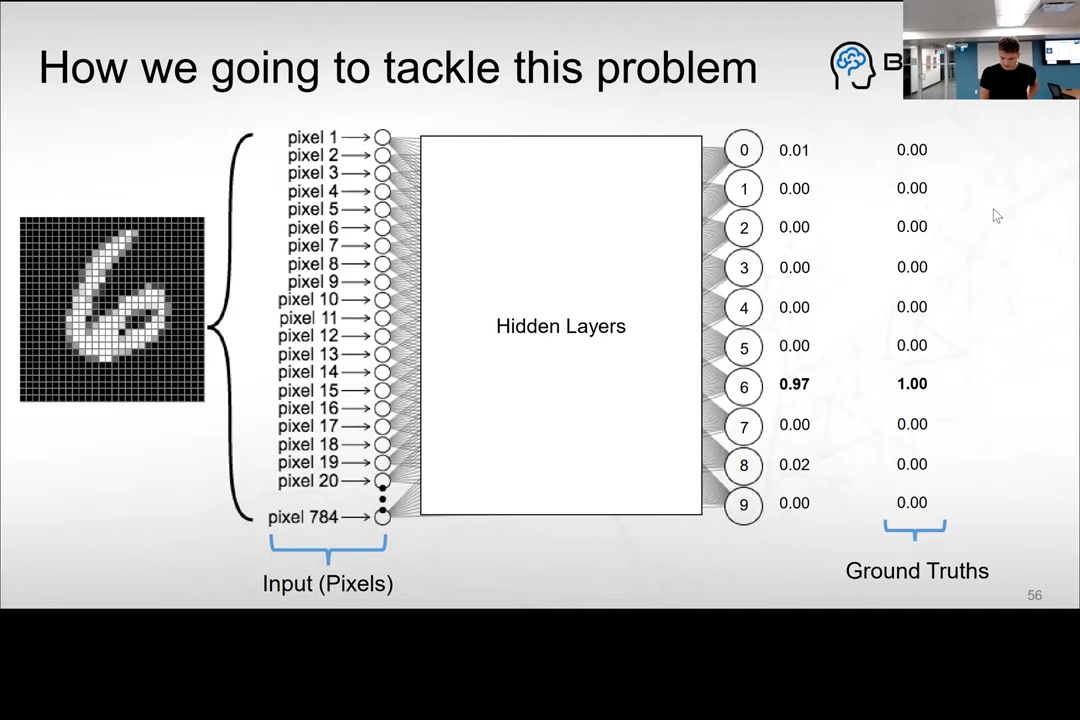 How we going to tackle this problem
pixel 1
pixel 2
pixel 3
pixel 4
pixel 5
pixel 6
pixel 7
pixel 8
pixel 9
pixel 10
pixel 11
pixel 12
pixel 13
pixel 14
pixel 15
pixel 16
pixel 17
pixel 18
pixel 19
pixel 20
pixel 784
Input (Pixels)
Hidden Layers
0 0.01 0.00
1 0.00 0.00
2 0.00 0.00
3 0.00 0.00
4 0.00 0.00
5 0.00 0.00
6 0.97 1.00
7 0.00 0.00
8 0.02 0.00
9 0.00 0.00
Ground Truths
56